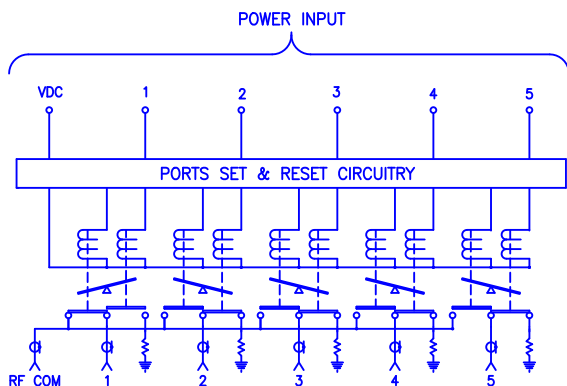 POWER INPUT
VDC 1 2 3 4 5
PORTS SET & RESET CIRCUITRY
RF COM 1 2 3 4 5